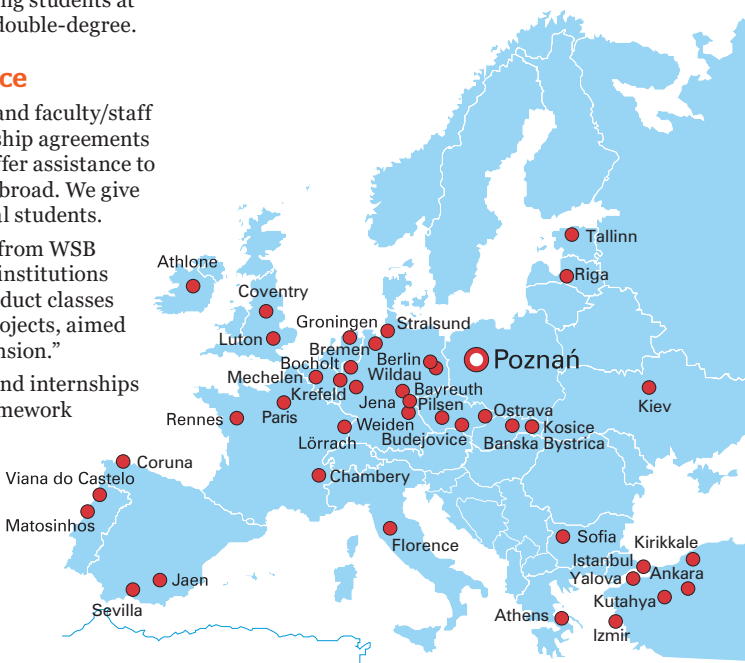 ng students at
double-degree.
ce
and faculty/staff
ship agreements
ffer assistance to
broad. We give
al students.
from WSB
institutions
duct classes
ojects, aimed
nsion.”
nd internships
mework
Tallinn
Athlone
Riga
Coventry
Groningen
Stralsund
Luton
Bremen
Berlin
Poznań
Bocholt
Wildau
Mechelen
Krefeld
Bayreuth
Kiev
Jena
Pilsen
Rennes
Paris
Ostrava
Weiden
Kosice
Lörrach
Budejovice
Banska Bystrica
Coruna
Viana do Castelo
Chambery
Matosinhos
Sofia
Kirikkale
Florence
Istanbul
Yalova
Ankara
Jaen
Kutahya
Sevilla
Athens
Izmir